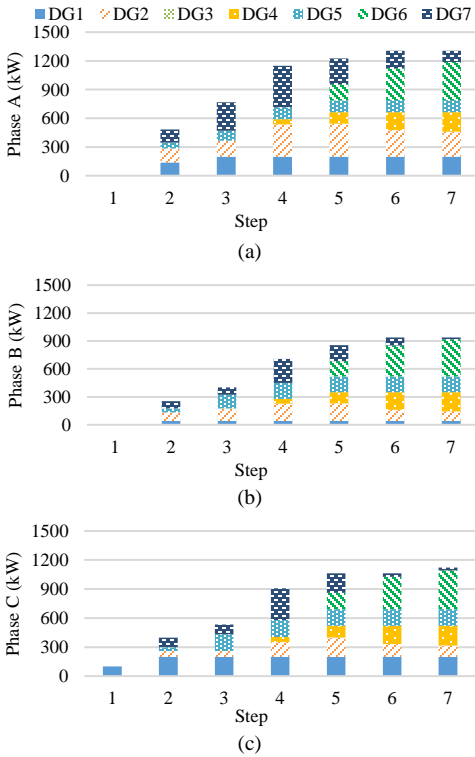 DG1 DG2 DG3 DG4 DG5 DG6 DG7
1500
1200
900
600
300
0
Phase A (kW)
1 2 3 4 5 6 7
Step
(a)
1500
1200
900
600
300
0
Phase B (kW)
1 2 3 4 5 6 7
Step
(b)
1500
1200
900
600
300
0
Phase C (kW)
1 2 3 4 5 6 7
Step
(c)